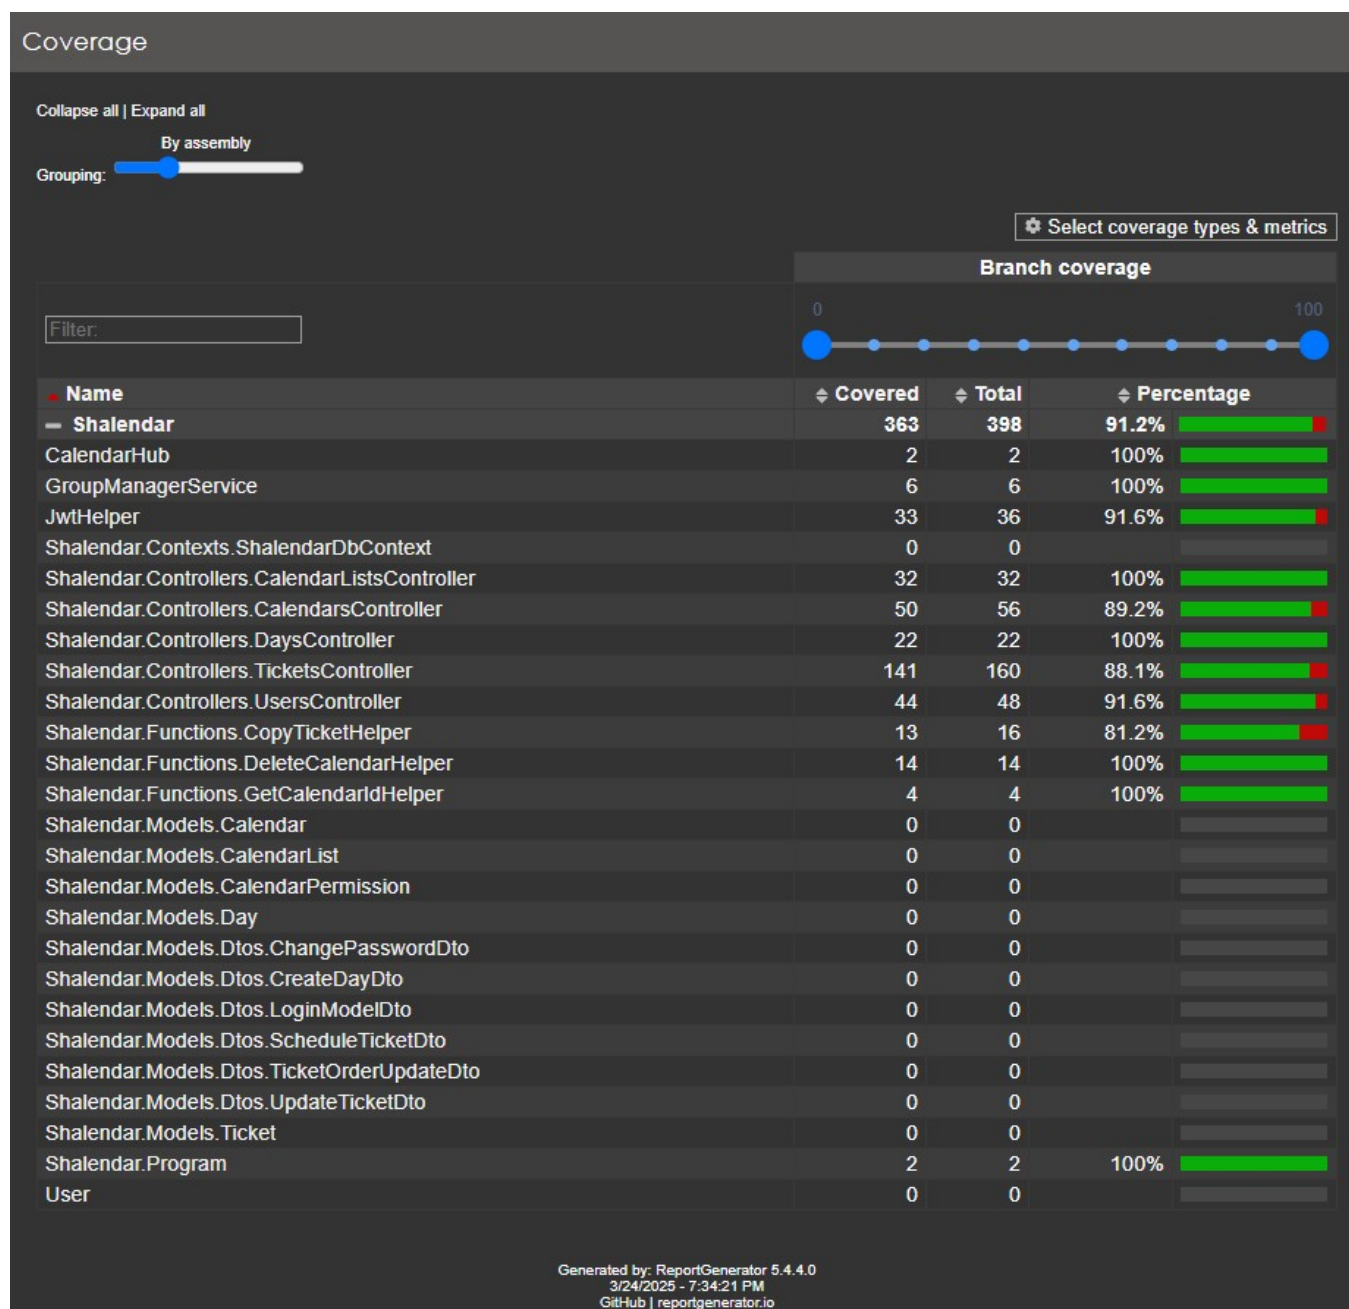 Coverage
Collapse all | Expand all
By assembly
Grouping:
Select coverage types & metrics
Branch coverage
Filter:
0 100
Name Covered Total Percentage
Shalendar 363 398 91.2%
CalendarHub 2 2 100%
GroupManagerService 6 6 100%
JwtHelper 33 36 91.6%
Shalendar.Contexts.ShalendarDbContext 0 0
Shalendar.Controllers.CalendarListsController 32 32 100%
Shalendar.Controllers.CalendarsController 50 56 89.2%
Shalendar.Controllers.DaysController 22 22 100%
Shalendar.Controllers.TicketsController 141 160 88.1%
Shalendar.Controllers.UsersController 44 48 91.6%
Shalendar.Functions.CopyTicketHelper 13 16 81.2%
Shalendar.Functions.DeleteCalendarHelper 14 14 100%
Shalendar.Functions.GetCalendarIdHelper 4 4 100%
Shalendar.Models.Calendar 0 0
Shalendar.Models.CalendarList 0 0
Shalendar.Models.CalendarPermission 0 0
Shalendar.Models.Day 0 0
Shalendar.Models.Dtos.ChangePasswordDto 0 0
Shalendar.Models.Dtos.CreateDayDto 0 0
Shalendar.Models.Dtos.LoginModelDto 0 0
Shalendar.Models.Dtos.ScheduleTicketDto 0 0
Shalendar.Models.Dtos.TicketOrderUpdateDto 0 0
Shalendar.Models.Dtos.UpdateTicketDto 0 0
Shalendar.Models.Ticket 0 0
Shalendar.Program 2 2 100%
User 0 0
Generated by: ReportGenerator 5.4.4.0
3/24/2025 - 7:34:21 PM
GitHub | reportgenerator.io